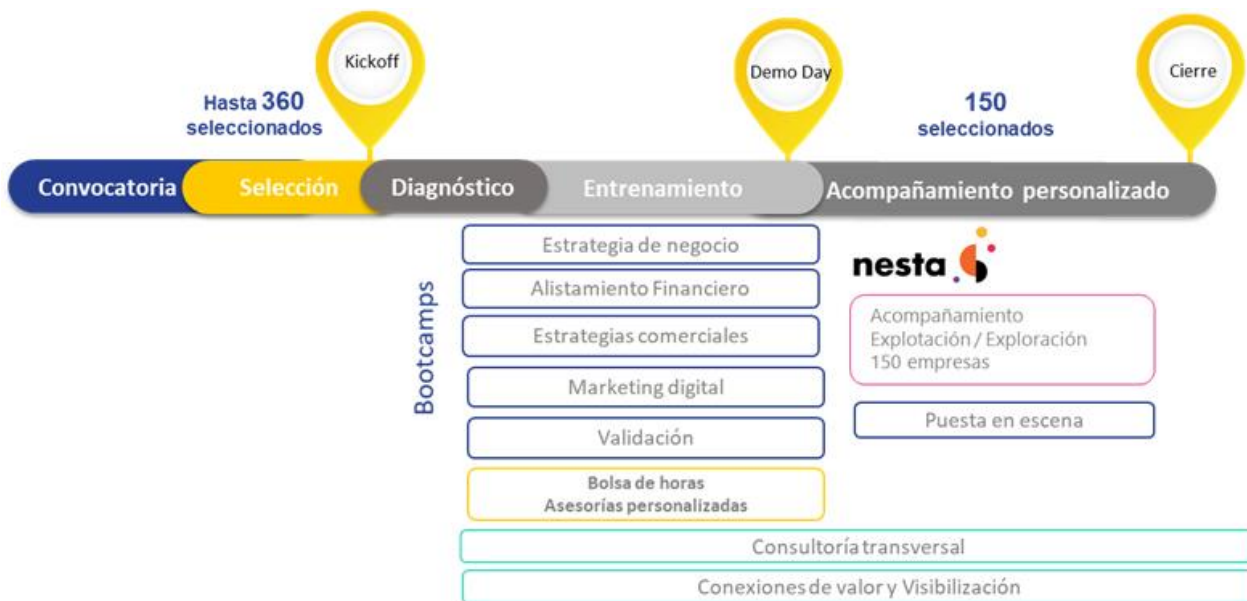 Kickoff
Demo Day
Cierre
Hasta 360
seleccionados
150
seleccionados
Convocatoria
Selección
Diagnóstico
Entrenamiento
Acompañamiento personalizado
Bootcamps
Estrategia de negocio
Alistamiento Financiero
Estrategias comerciales
Marketing digital
Validación
Bolsa de horas
Asesorías personalizadas
nesta
Acompañamiento
Explotación / Exploración
150 empresas
Puesta en escena
Consultoría transversal
Conexiones de valor y Visibilización